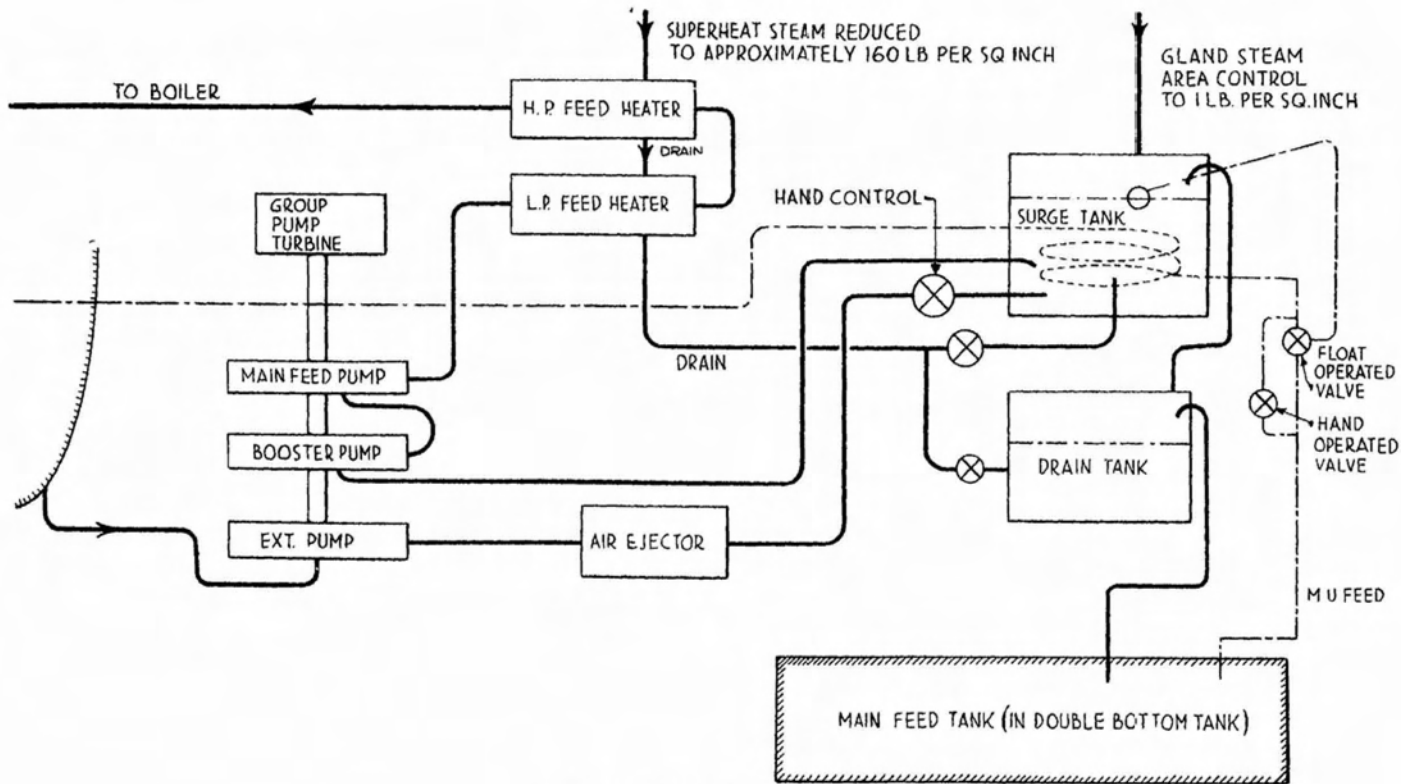 SUPERHEAT STEAM REDUCED
TO APPROXIMATELY 160 LB PER SQ INCH
GLAND STEAM
AREA CONTROL
TO 1 LB. PER SQ.INCH
TO BOILER
H.P. FEED HEATER
DRAIN
L.P. FEED HEATER
HAND CONTROL
SURGE TANK
GROUP
PUMP
TURBINE
DRAIN
FLOAT
OPERATED
VALVE
MAIN FEED PUMP
HAND
OPERATED
VALVE
BOOSTER PUMP
DRAIN TANK
EXT. PUMP
AIR EJECTOR
M U FEED
MAIN FEED TANK (IN DOUBLE BOTTOM TANK)